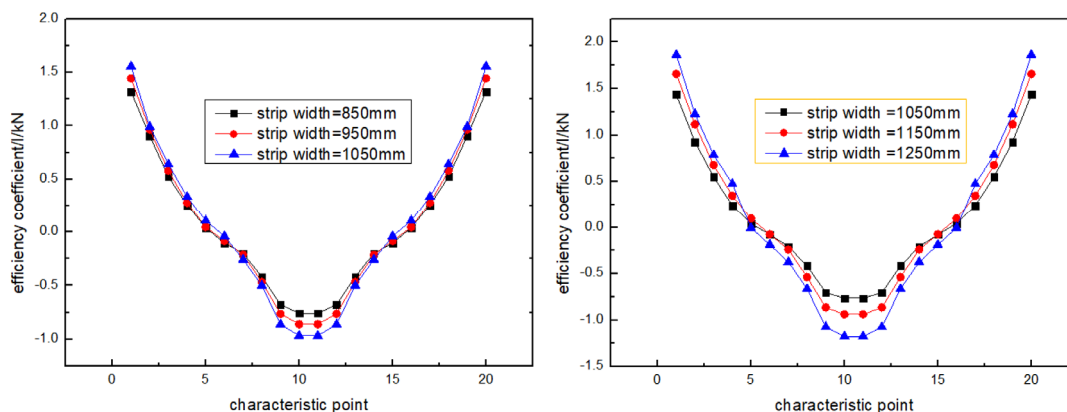 2.0
1.5
1.0
0.5
0.0
-0.5
-1.0
efficiency coefficient/I/kN
strip width=850mm
strip width=950mm
strip width=1050mm
0 5 10 15 20
characteristic point
2.0
1.5
1.0
0.5
0.0
-0.5
-1.0
-1.5
efficiency coefficient/I/kN
strip width =1050mm
strip width =1150mm
strip width =1250mm
0 5 10 15 20
characteristic point